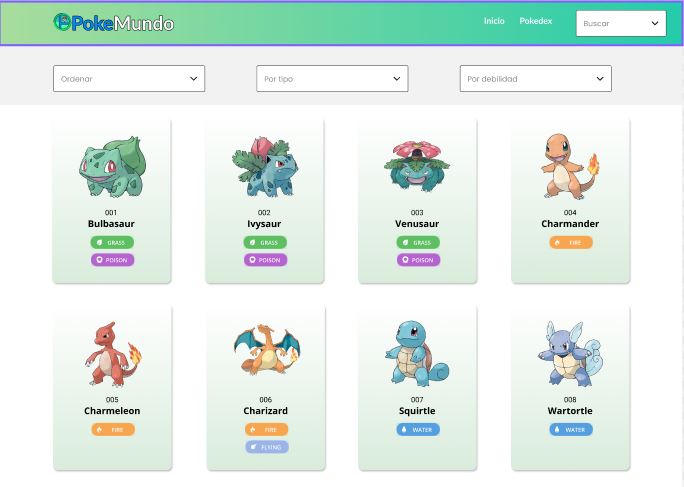 PokeMundo
Inicio Pokedex Buscar
Ordenar Por tipo Por debilidad
001 002 003 004
Bulbasaur Ivysaur Venusaur Charmander
GRASS GRASS GRASS FIRE
POISON POISON POISON
005 006 007 008
Charmeleon Charizard Squirtle Wartortle
FIRE FIRE WATER WATER
FLYING